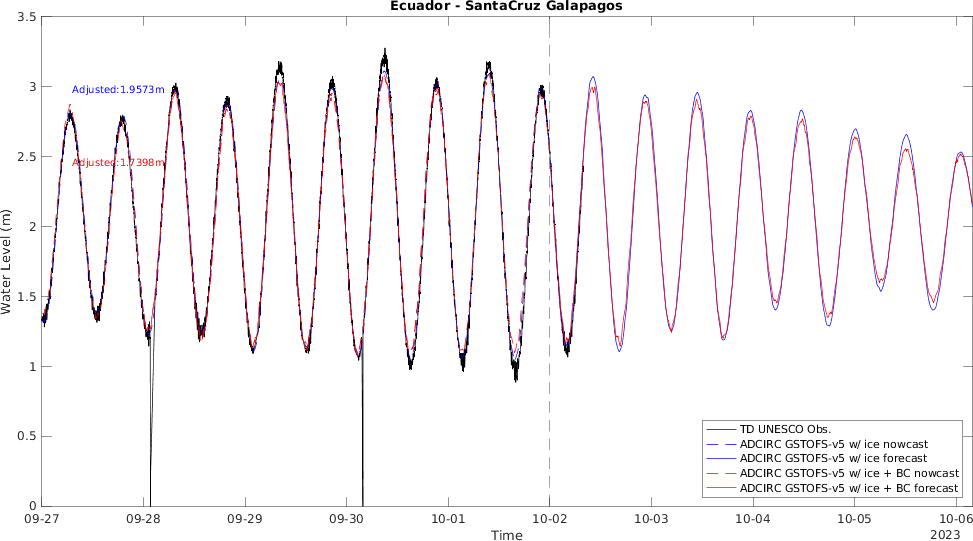 Ecuador - SantaCruz Galapagos
3.5
3
2.5
2
1.5
1
0.5
0
Water Level (m)
Adjusted:1.9573m
Adjusted:1.7398m
TD UNESCO Obs.
ADCIRC GSTOFS-v5 w/ ice nowcast
ADCIRC GSTOFS-v5 w/ ice forecast
ADCIRC GSTOFS-v5 w/ ice + BC nowcast
ADCIRC GSTOFS-v5 w/ ice + BC forecast
09-27 09-28 09-29 09-30 10-01 10-02 10-03 10-04 10-05 10-06
2023
Time